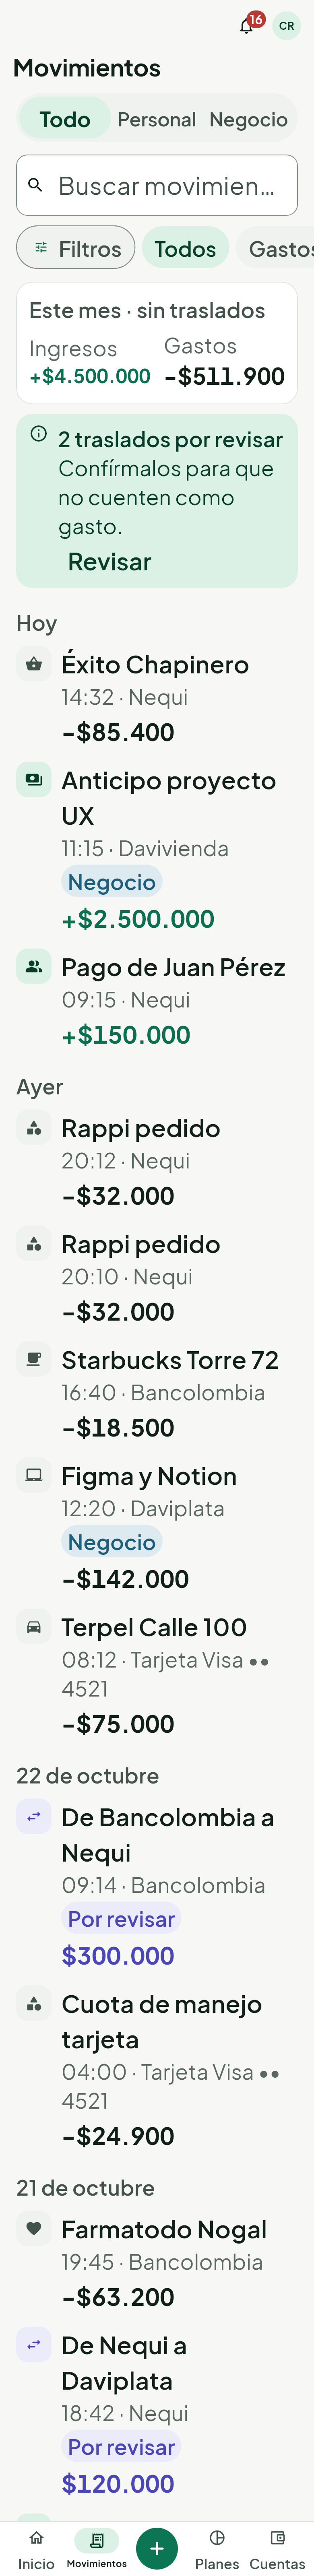 16
CR
Movimientos
Todo Personal Negocio
Buscar movimien...
Filtros Todos Gastos
Este mes · sin traslados
Ingresos Gastos
+$4.500.000 −$511.900
2 traslados por revisar
Confírmalos para que
no cuenten como
gasto.
Revisar
Hoy
Éxito Chapinero
14:32 · Nequi
−$85.400
Anticipo proyecto
UX
11:15 · Davivienda
Negocio
+$2.500.000
Pago de Juan Pérez
09:15 · Nequi
+$150.000
Ayer
Rappi pedido
20:12 · Nequi
−$32.000
Rappi pedido
20:10 · Nequi
−$32.000
Starbucks Torre 72
16:40 · Bancolombia
−$18.500
Figma y Notion
12:20 · Daviplata
Negocio
−$142.000
Terpel Calle 100
08:12 · Tarjeta Visa ••
4521
−$75.000
22 de octubre
De Bancolombia a
Nequi
09:14 · Bancolombia
Por revisar
$300.000
Cuota de manejo
tarjeta
04:00 · Tarjeta Visa ••
4521
−$24.900
21 de octubre
Farmatodo Nogal
19:45 · Bancolombia
−$63.200
De Nequi a
Daviplata
18:42 · Nequi
Por revisar
$120.000
Inicio Movimientos Planes Cuentas